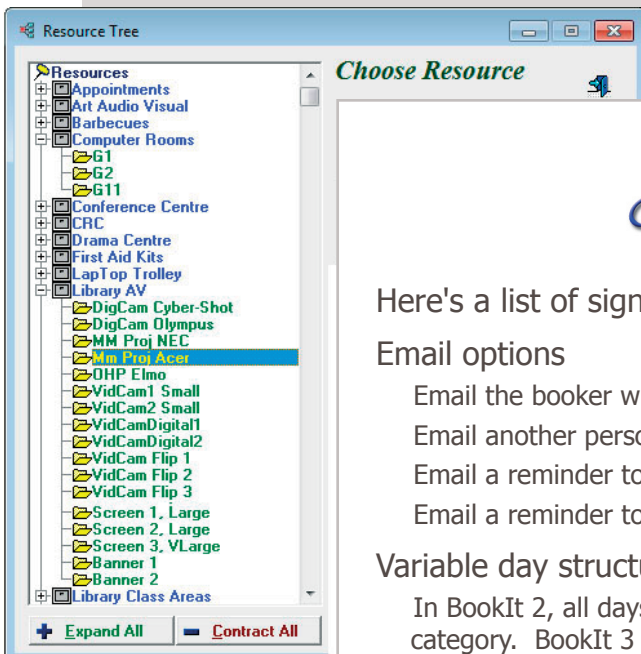 Resource Tree
Resources
Appointments
Art Audio Visual
Barbecues
Computer Rooms
G1
G2
G11
Conference Centre
CRC
Drama Centre
First Aid Kits
LapTop Trolley
Library AV
DigCam Cyber-Shot
DigCam Olympus
MM Proj NEC
Mm Proj Acer
OHP Elmo
VidCam1 Small
VidCam2 Small
VidCamDigital1
VidCamDigital2
VidCam Flip 1
VidCam Flip 2
VidCam Flip 3
Screen 1, Large
Screen 2, Large
Screen 3, VLarge
Banner 1
Banner 2
Library Class Areas
Expand All
Contract All
Choose Resource
Here's a list of sign
Email options
Email the booker w
Email another perso
Email a reminder to
Email a reminder to
Variable day struct
In BookIt 2, all days
category. BookIt 3